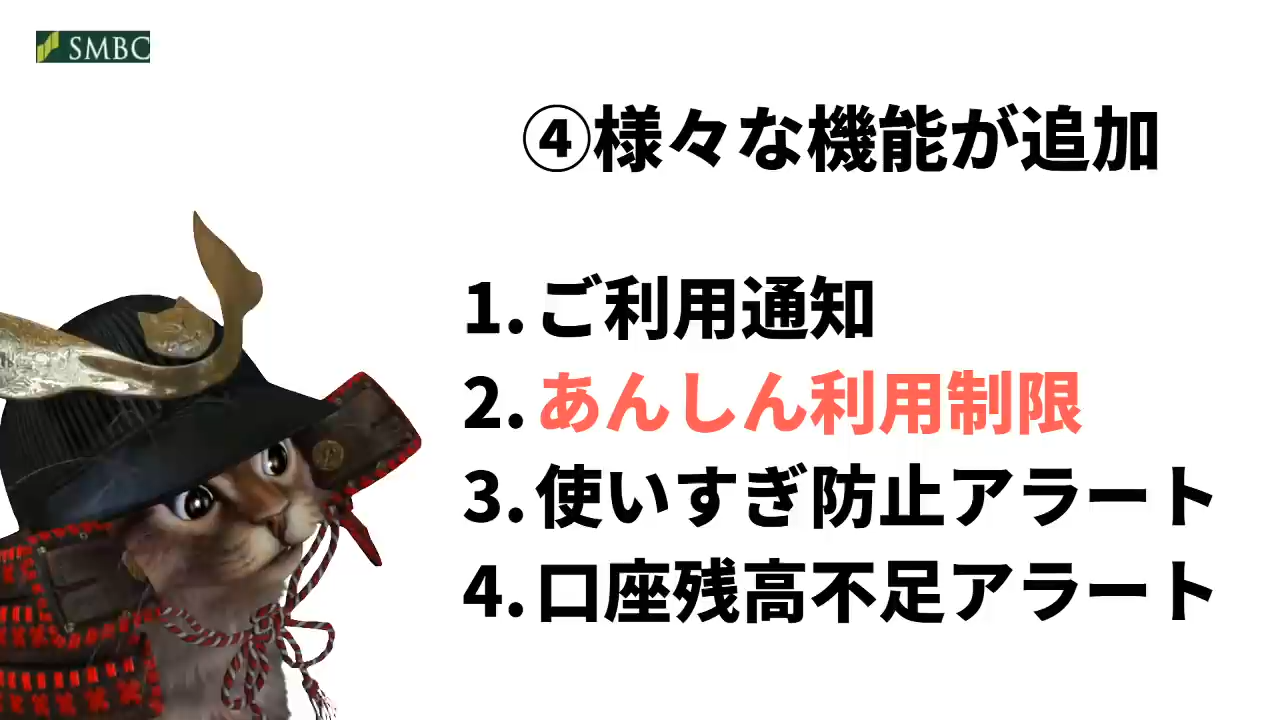 SMBC
④様々な機能が追加
1. ご利用通知
2. あんしん利用制限
3. 使いすぎ防止アラート
4. 口座残高不足アラート